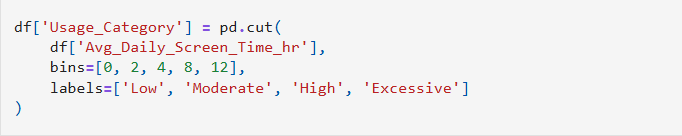 df['Usage_Category'] = pd.cut(
    df['Avg_Daily_Screen_Time_hr'],
    bins=[0, 2, 4, 8, 12],
    labels=['Low', 'Moderate', 'High', 'Excessive']
)